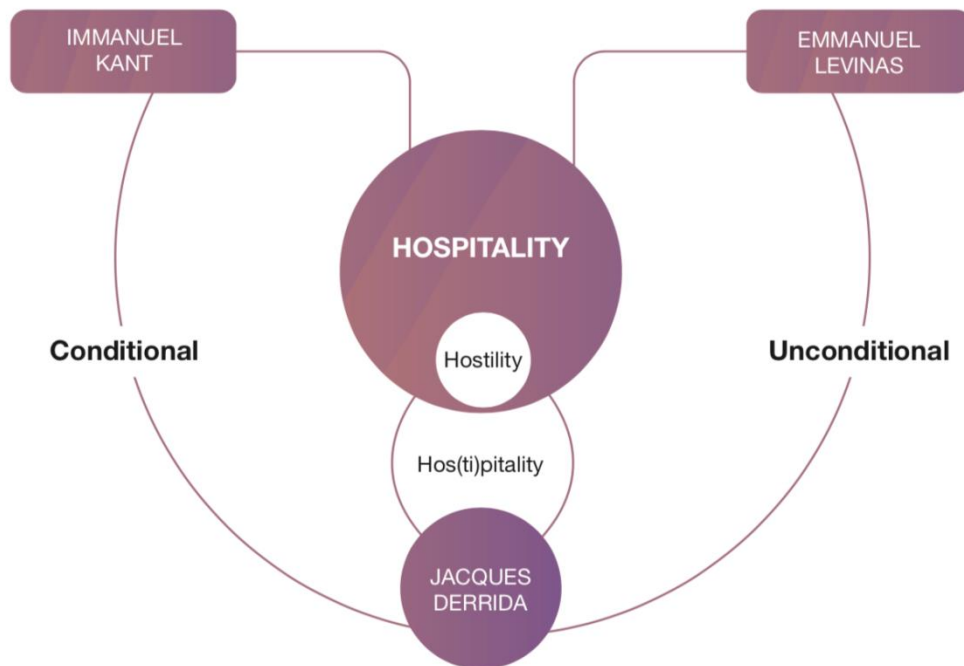 IMMANUEL
KANT
EMMANUEL
LEVINAS
HOSPITALITY
Conditional
Hostility
Unconditional
Hos(ti)pitality
JACQUES
DERRIDA